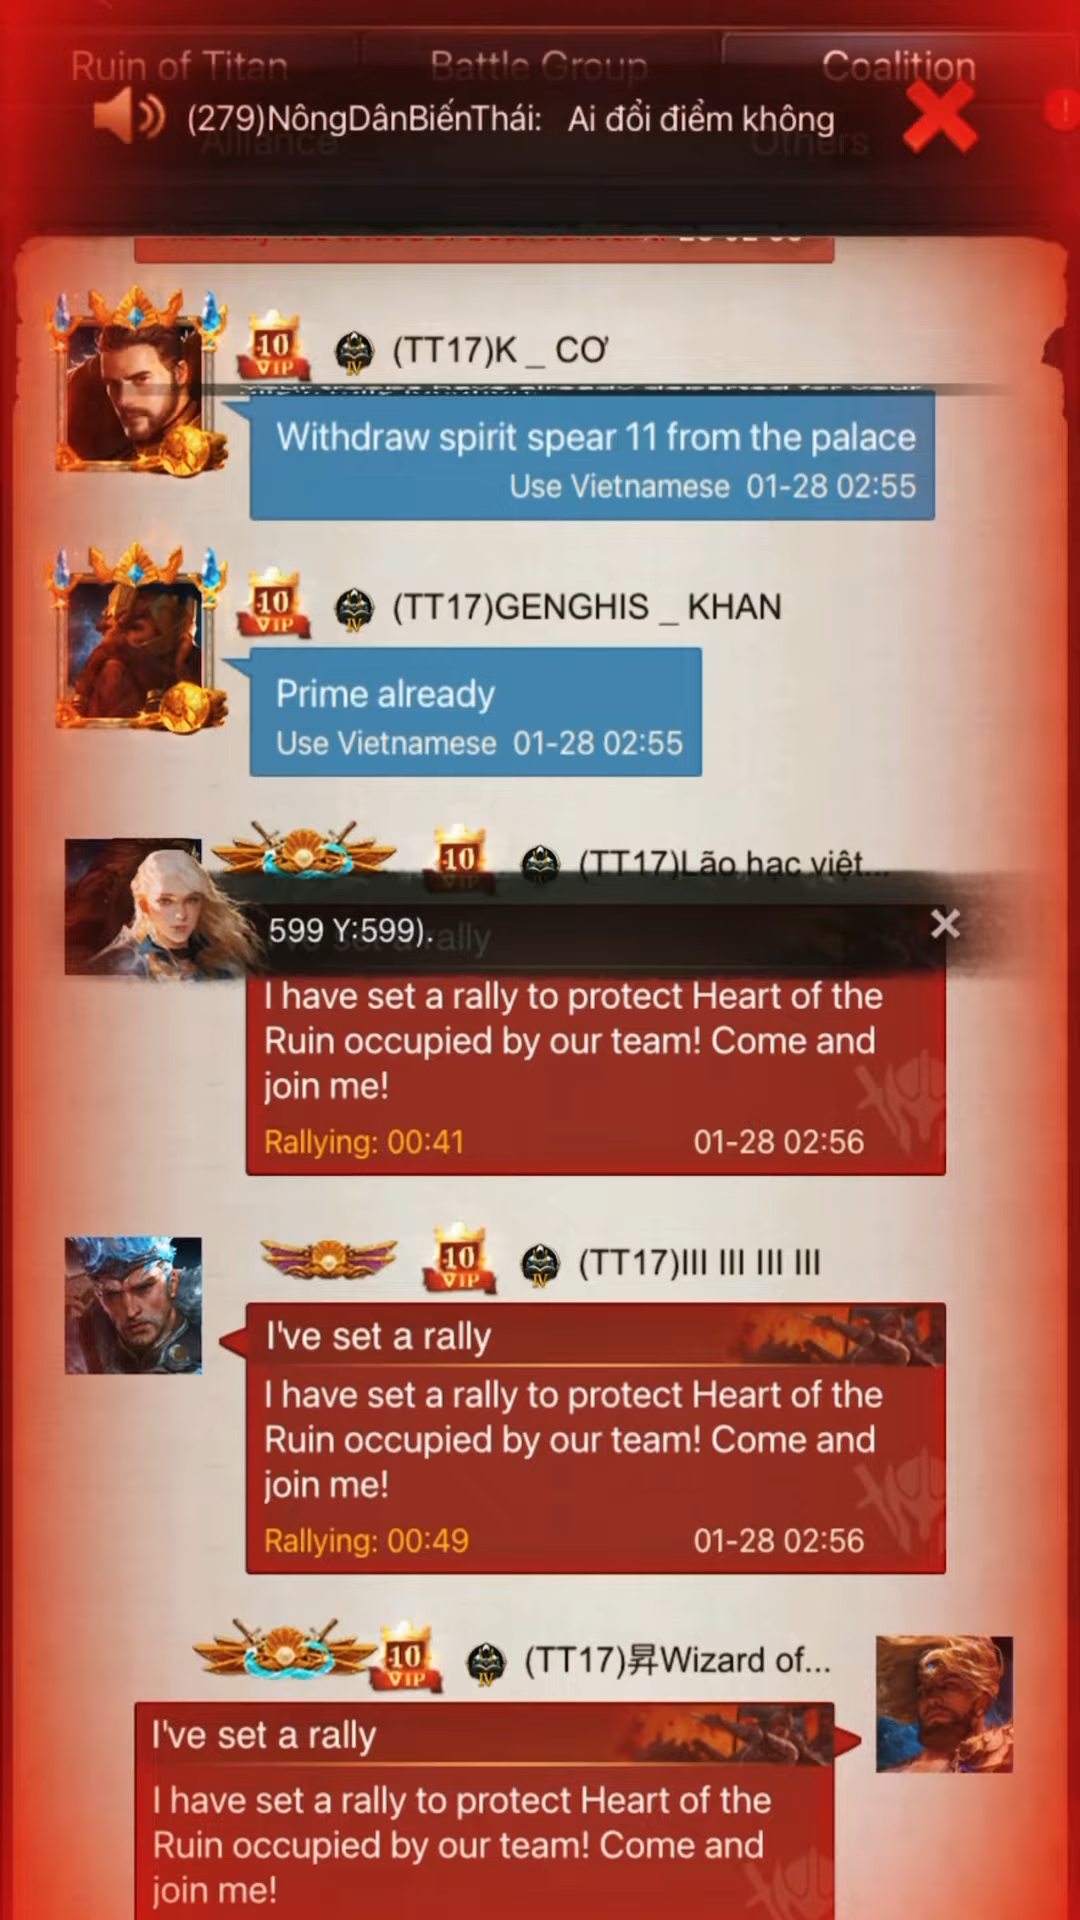 Ruin of Titan
Battle Group
Coalition
(279)NôngDânBiếnThái: Ai đổi điểm không
Alliance
Others
10
VIP
IV
(TT17)K _ CƠ
Withdraw spirit spear 11 from the palace
Use Vietnamese 01-28 02:55
10
VIP
IV
(TT17)GENGHIS _ KHAN
Prime already
Use Vietnamese 01-28 02:55
10
VIP
(TT17)Lão hạc việt...
599 Y:599).
I have set a rally to protect Heart of the
Ruin occupied by our team! Come and
join me!
Rallying: 00:41 01-28 02:56
10
VIP
IV
(TT17)III III III III
I've set a rally
I have set a rally to protect Heart of the
Ruin occupied by our team! Come and
join me!
Rallying: 00:49 01-28 02:56
10
VIP
IV
(TT17)昇Wizard of...
I've set a rally
I have set a rally to protect Heart of the
Ruin occupied by our team! Come and
join me!